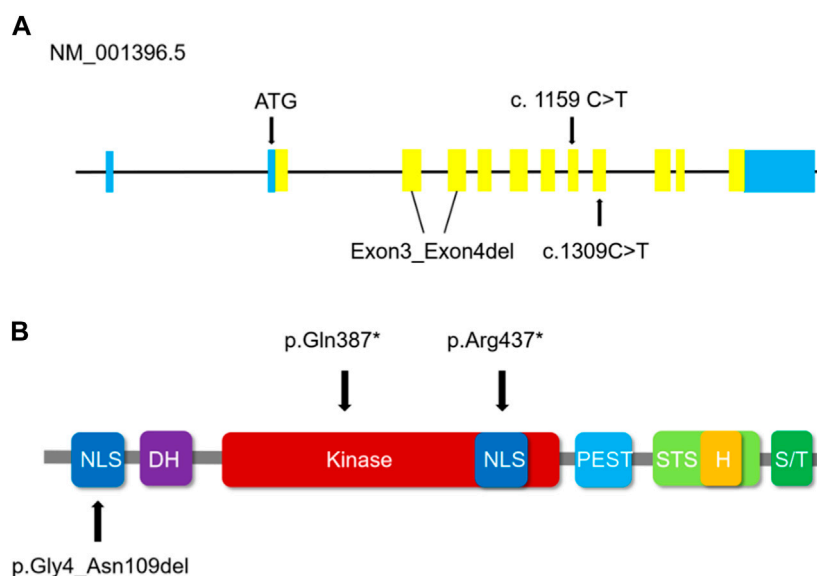 A
NM_001396.5
ATG
c. 1159 C>T
Exon3_Exon4del
c.1309C>T
B
p.Gln387*
p.Arg437*
NLS
DH
Kinase
NLS
PEST
STS
H
S/T
p.Gly4_Asn109del